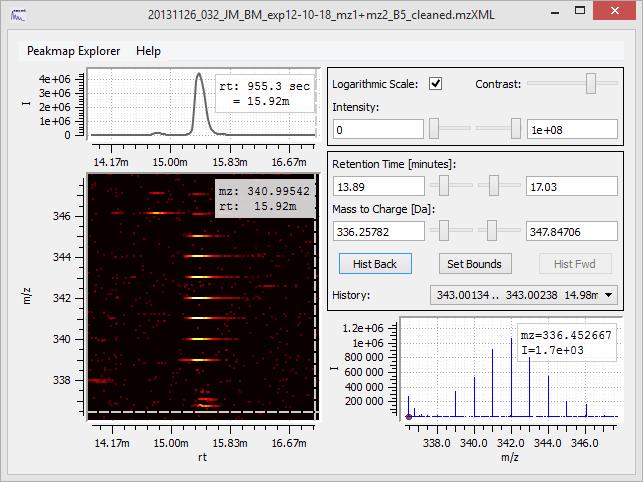 20131126_032_JM_BM_exp12-10-18_mz1+mz2_B5_cleaned.mzXML
Peakmap Explorer Help
4e+06
3e+06
2e+06
1e+06
0
I
rt: 955.3 sec
= 15.92m
14.17m 15.00m 15.83m 16.67m
Logarithmic Scale: Contrast:
Intensity:
0 1e+08
Retention Time [minutes]:
13.89 17.03
Mass to Charge [Da]:
336.25782 347.84706
Hist Back Set Bounds Hist Fwd
History: 343.00134 .. 343.00238 14.98m
mz: 340.99542
rt: 15.92m
346
344
342
340
338
m/z
14.17m 15.00m 15.83m 16.67m
rt
1.2e+06
1e+06
800 000
600 000
400 000
200 000
I
mz=336.452667
I=1.7e+03
338.0 340.0 342.0 344.0 346.0
m/z